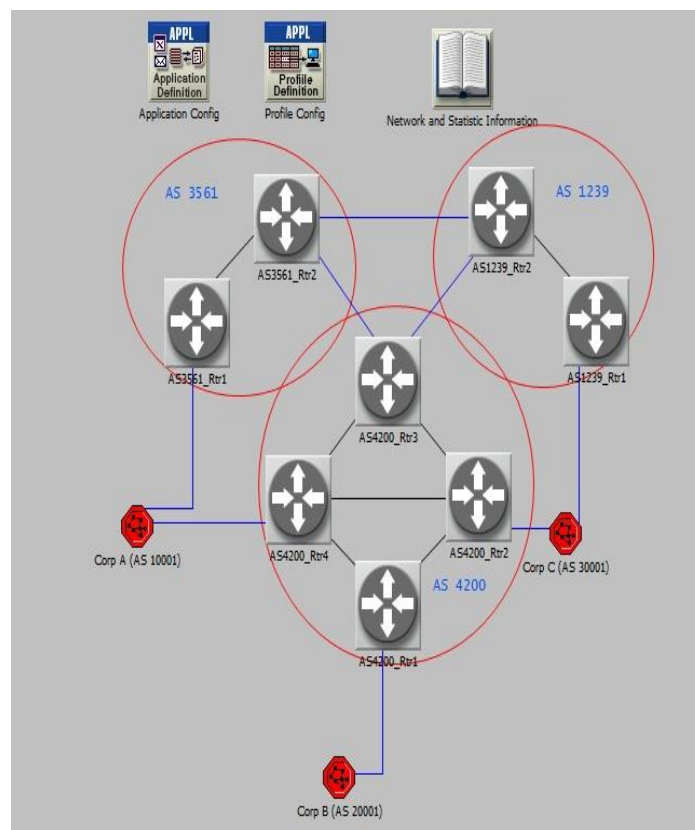 APPL
Application
Definition
Application Config
APPL
Profile
Definition
Profile Config
Network and Statistic Information
AS 3561
AS 1239
AS3561_Rtr2
AS1239_Rtr2
AS3561_Rtr1
AS1239_Rtr1
AS4200_Rtr3
AS4200_Rtr4
AS4200_Rtr2
Corp A (AS 10001)
Corp C (AS 30001)
AS 4200
AS4200_Rtr1
Corp B (AS 20001)